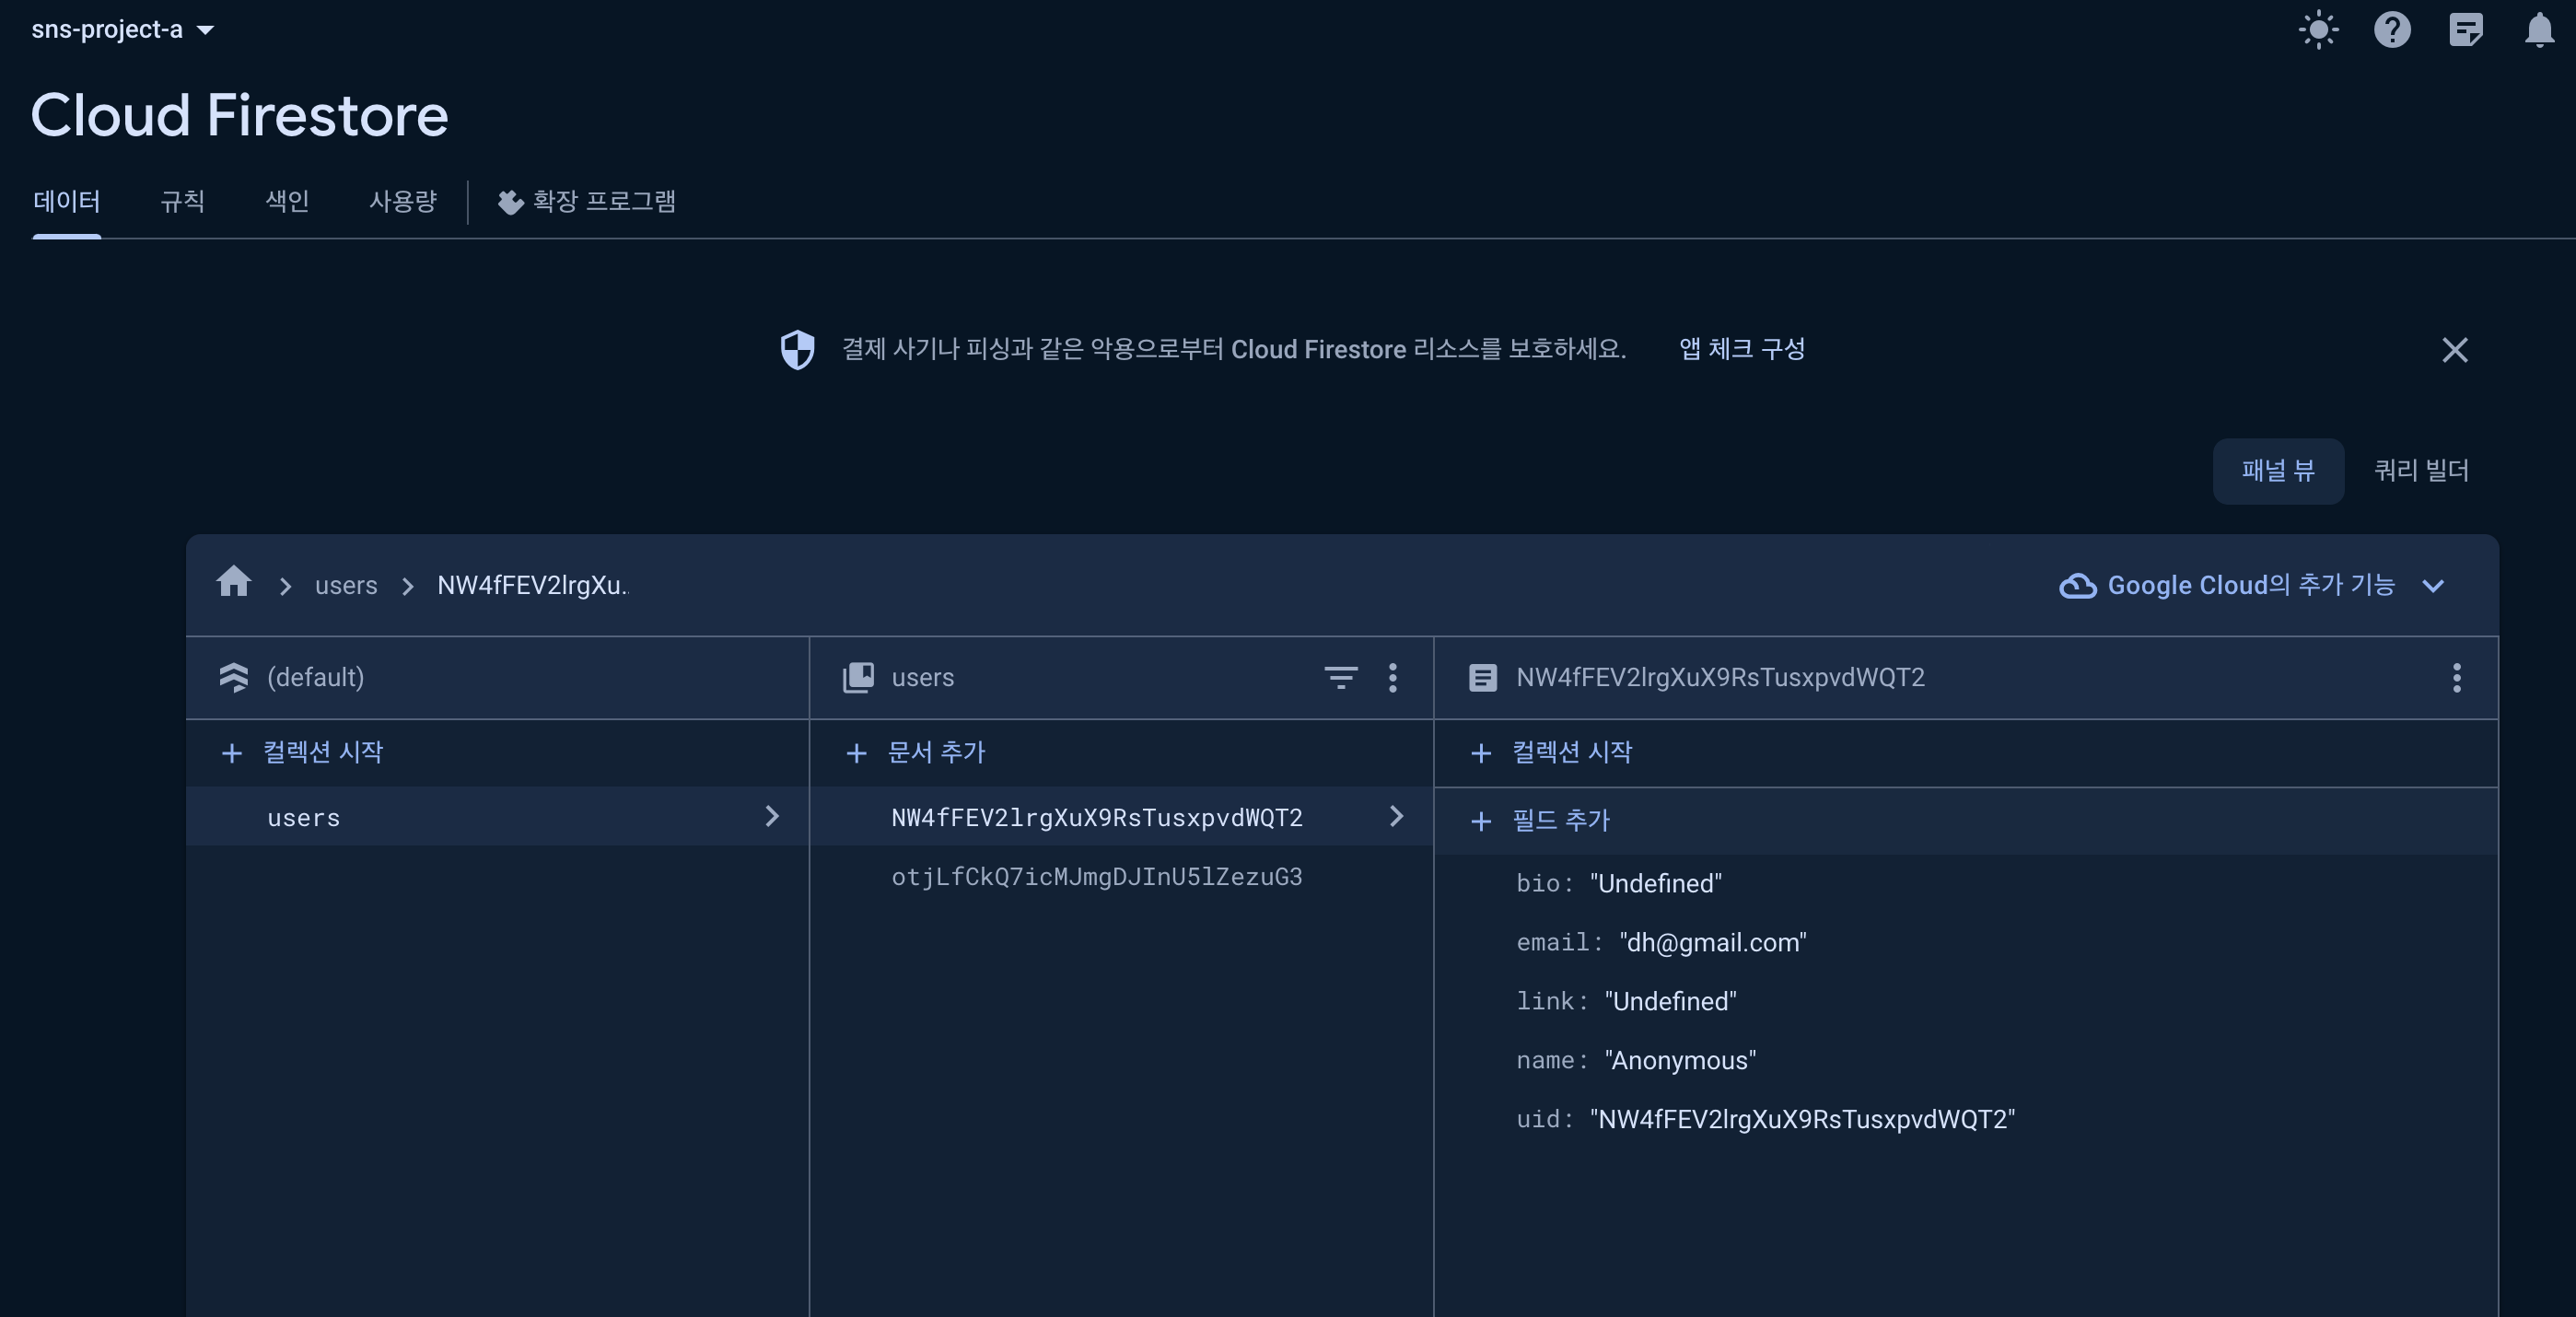 sns-project-a
Cloud Firestore
데이터 규칙 색인 사용량 확장 프로그램
결제 사기나 피싱과 같은 악용으로부터 Cloud Firestore 리소스를 보호하세요. 앱 체크 구성
패널 뷰 쿼리 빌더
users NW4fFEV2lrgXu.. Google Cloud의 추가 기능
(default) users NW4fFEV2lrgXuX9RsTusxpvdWQT2
컬렉션 시작 문서 추가 컬렉션 시작
users NW4fFEV2lrgXuX9RsTusxpvdWQT2 필드 추가
otjLfCkQ7icMJmgDJInU5lZezuG3
bio: "Undefined"
email: "dh@gmail.com"
link: "Undefined"
name: "Anonymous"
uid: "NW4fFEV2lrgXuX9RsTusxpvdWQT2"